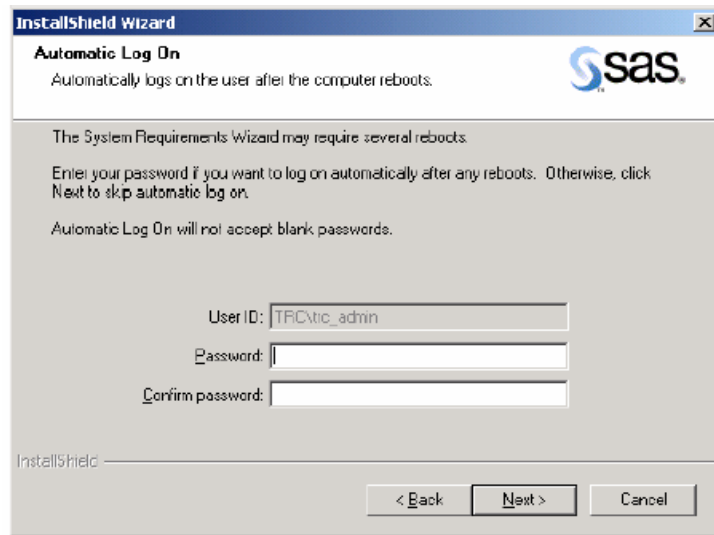 InstallShield Wizard
Automatic Log On
Automatically logs on the user after the computer reboots.
sas.
The System Requirements Wizard may require several reboots.
Enter your password if you want to log on automatically after any reboots. Otherwise, click
Next to skip automatic log on.
Automatic Log On will not accept blank passwords.
User ID: TRC\trc_admin
Password:
Confirm password:
InstallShield
< Back
Next >
Cancel